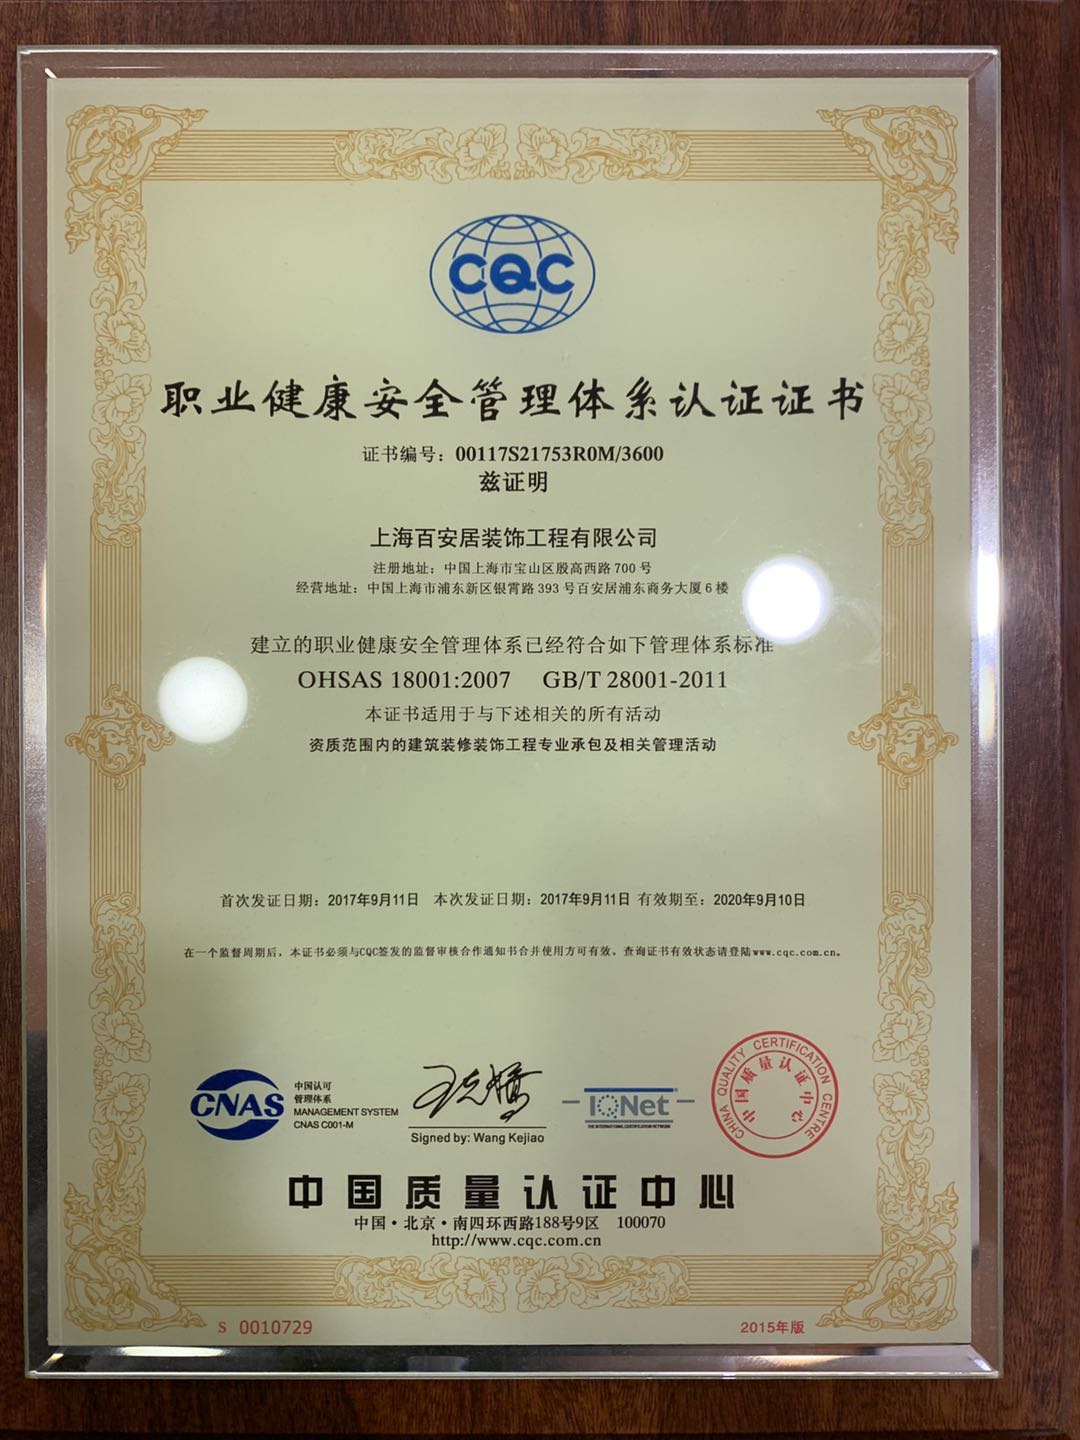 CQC
职业健康安全管理体系认证证书
证书编号：00117S21753R0M/3600
兹证明
上海百安居装饰工程有限公司
注册地址：中国上海市宝山区殷高西路700号
经营地址：中国上海市浦东新区银霄路393号百安居浦东商务大厦6楼
建立的职业健康安全管理体系已经符合如下管理体系标准
OHSAS 18001:2007 GB/T 28001-2011
本证书适用于与下述相关的所有活动
资质范围内的建筑装修装饰工程专业承包及相关管理活动
首次发证日期：2017年9月11日 本次发证日期：2017年9月11日 有效期至：2020年9月10日
在一个监督周期后，本证书必须与CQC签发的监督审核合作通知书合并使用方可有效。查询证书有效状态请登陆www.cqc.com.cn。
CNAS
中国认可
管理体系
MANAGEMENT SYSTEM
CNAS C001-M
Signed by: Wang Kejiao
IQNet
THE INTERNATIONAL CERTIFICATION NETWORK
CHINA QUALITY CERTIFICATION CENTRE
中国质量认证中心
中国质量认证中心
中国·北京·南四环西路188号9区 100070
http://www.cqc.com.cn
S 0010729
2015年版